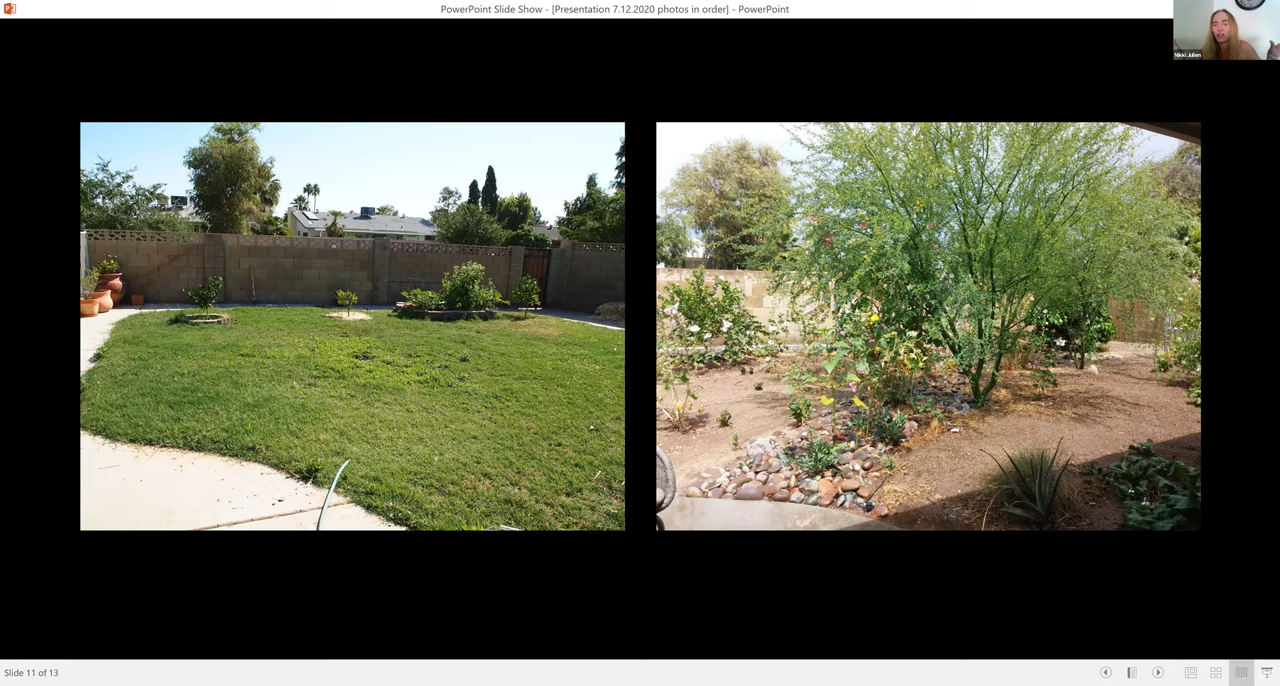 PowerPoint Slide Show - [Presentation 7.12.2020 photos in order] - PowerPoint
Nikki Julien
Slide 11 of 13